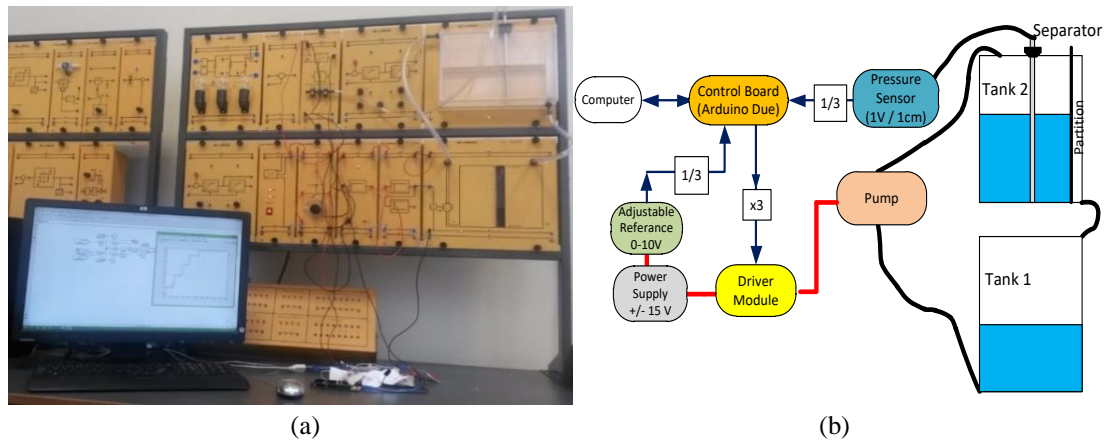 Separator
Computer
Control Board
(Arduino Due)
1/3
Pressure
Sensor
(1V / 1cm)
Tank 2
Partition
1/3
x3
Pump
Adjustable
Referance
0-10V
Power
Supply
+/- 15 V
Driver
Module
Tank 1
(a)
(b)